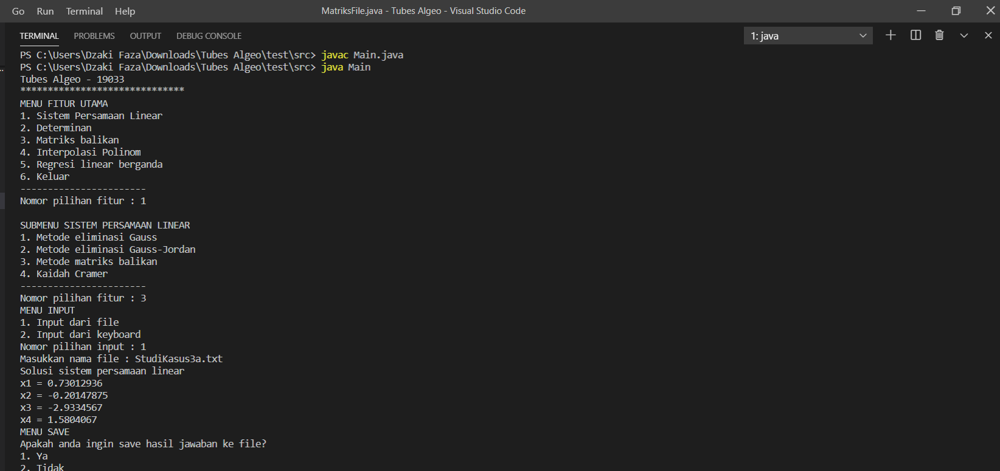 Go Run Terminal Help MatriksFile.java - Tubes Algeo - Visual Studio Code
TERMINAL PROBLEMS OUTPUT DEBUG CONSOLE 1: java
PS C:\Users\Dzaki Faza\Downloads\Tubes Algeo\test\src> javac Main.java
PS C:\Users\Dzaki Faza\Downloads\Tubes Algeo\test\src> java Main
Tubes Algeo - 19033
******************************
MENU FITUR UTAMA
1. Sistem Persamaan Linear
2. Determinan
3. Matriks balikan
4. Interpolasi Polinom
5. Regresi linear berganda
6. Keluar
-----------------------
Nomor pilihan fitur : 1
SUBMENU SISTEM PERSAMAAN LINEAR
1. Metode eliminasi Gauss
2. Metode eliminasi Gauss-Jordan
3. Metode matriks balikan
4. Kaidah Cramer
-----------------------
Nomor pilihan fitur : 3
MENU INPUT
1. Input dari file
2. Input dari keyboard
Nomor pilihan input : 1
Masukkan nama file : StudiKasus3a.txt
Solusi sistem persamaan linear
x1 = 0.73012936
x2 = -0.20147875
x3 = -2.9334567
x4 = 1.5804067
MENU SAVE
Apakah anda ingin save hasil jawaban ke file?
1. Ya
2. Tidak